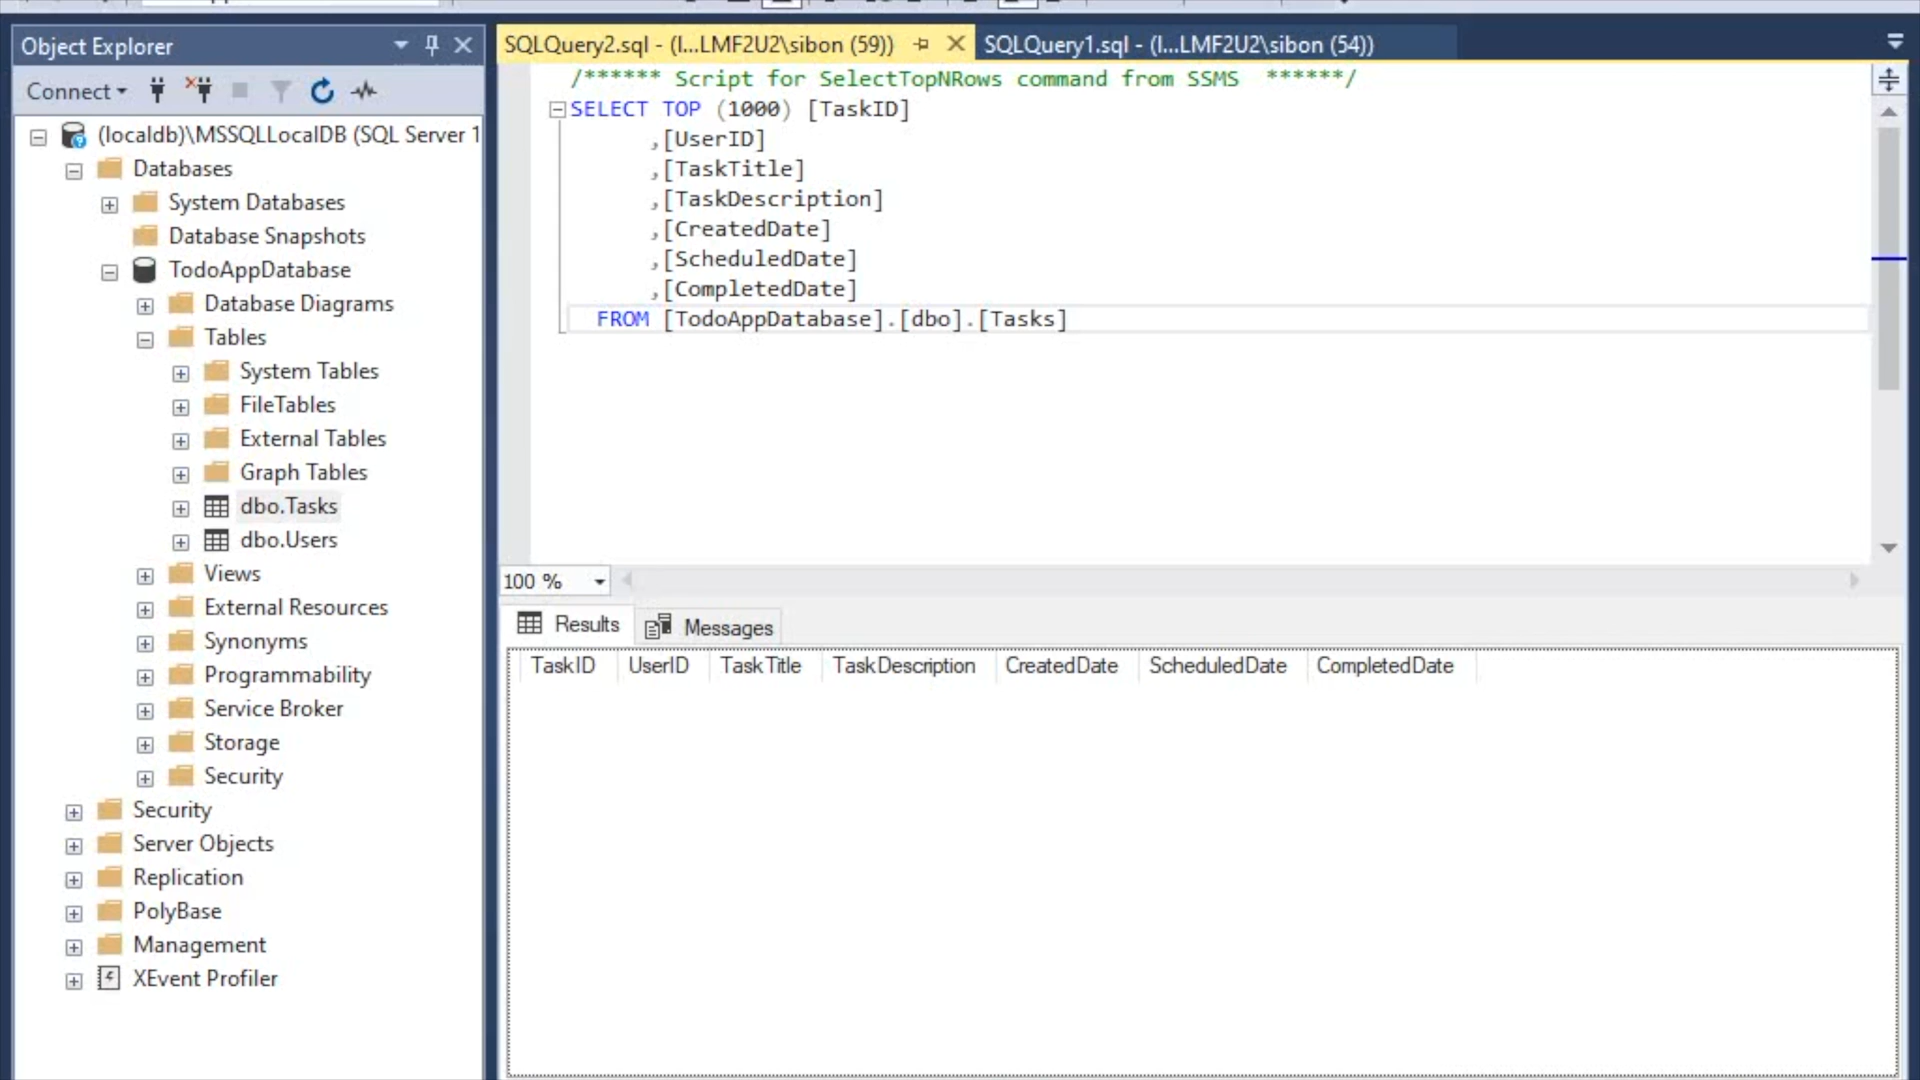 Object Explorer
Connect
(localdb)\MSSQLLocalDB (SQL Server 1
Databases
System Databases
Database Snapshots
TodoAppDatabase
Database Diagrams
Tables
System Tables
FileTables
External Tables
Graph Tables
dbo.Tasks
dbo.Users
Views
External Resources
Synonyms
Programmability
Service Broker
Storage
Security
Security
Server Objects
Replication
PolyBase
Management
XEvent Profiler
SQLQuery2.sql - (l...LMF2U2\sibon (59)) SQLQuery1.sql - (l...LMF2U2\sibon (54))
/****** Script for SelectTopNRows command from SSMS ******/
SELECT TOP (1000) [TaskID]
,[UserID]
,[TaskTitle]
,[TaskDescription]
,[CreatedDate]
,[ScheduledDate]
,[CompletedDate]
FROM [TodoAppDatabase].[dbo].[Tasks]
100 %
Results Messages
TaskID UserID TaskTitle TaskDescription CreatedDate ScheduledDate CompletedDate